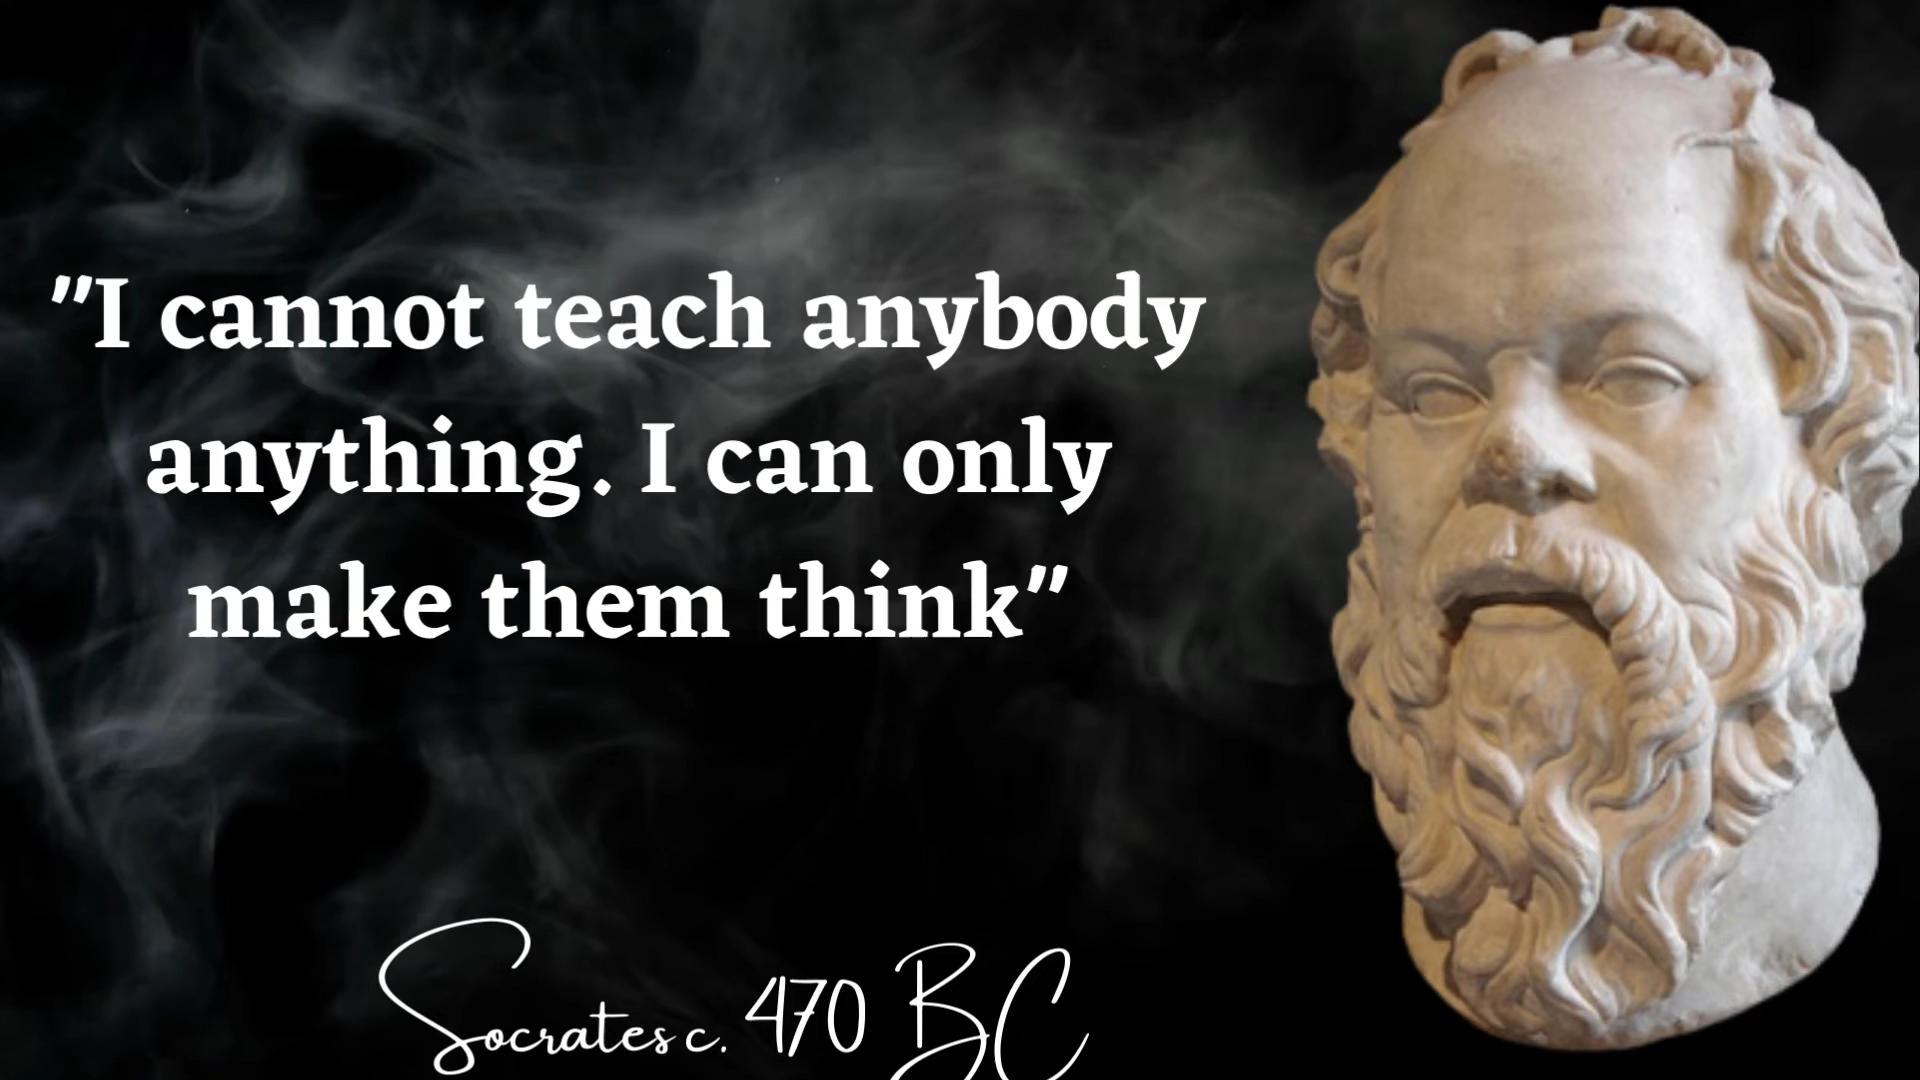 "I cannot teach anybody
anything. I can only
make them think"
Socrates c. 470 BC